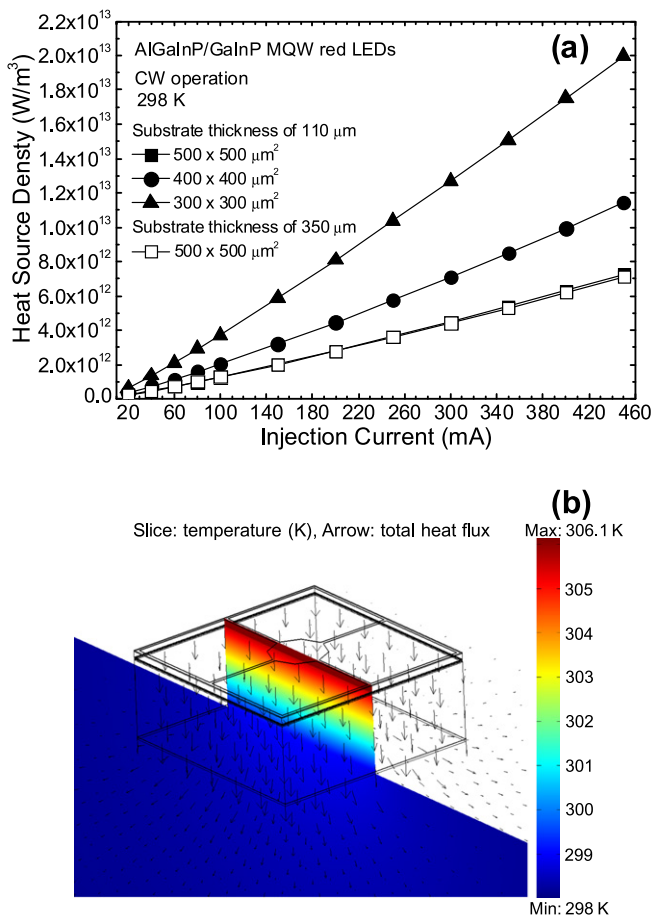 (a)
AlGaInP/GaInP MQW red LEDs
CW operation
298 K
Substrate thickness of 110 μm
500 x 500 μm²
400 x 400 μm²
300 x 300 μm²
Substrate thickness of 350 μm
500 x 500 μm²
Heat Source Densty (W/m³)
2.2x10¹³
2.0x10¹³
1.8x10¹³
1.6x10¹³
1.4x10¹³
1.2x10¹³
1.0x10¹³
8.0x10¹²
6.0x10¹²
4.0x10¹²
2.0x10¹²
0.0
20 60 100 140 180 220 260 300 340 380 420 460
Injection Current (mA)
(b)
Slice: temperature (K), Arrow: total heat flux
Max: 306.1 K
305
304
303
302
301
300
299
Min: 298 K